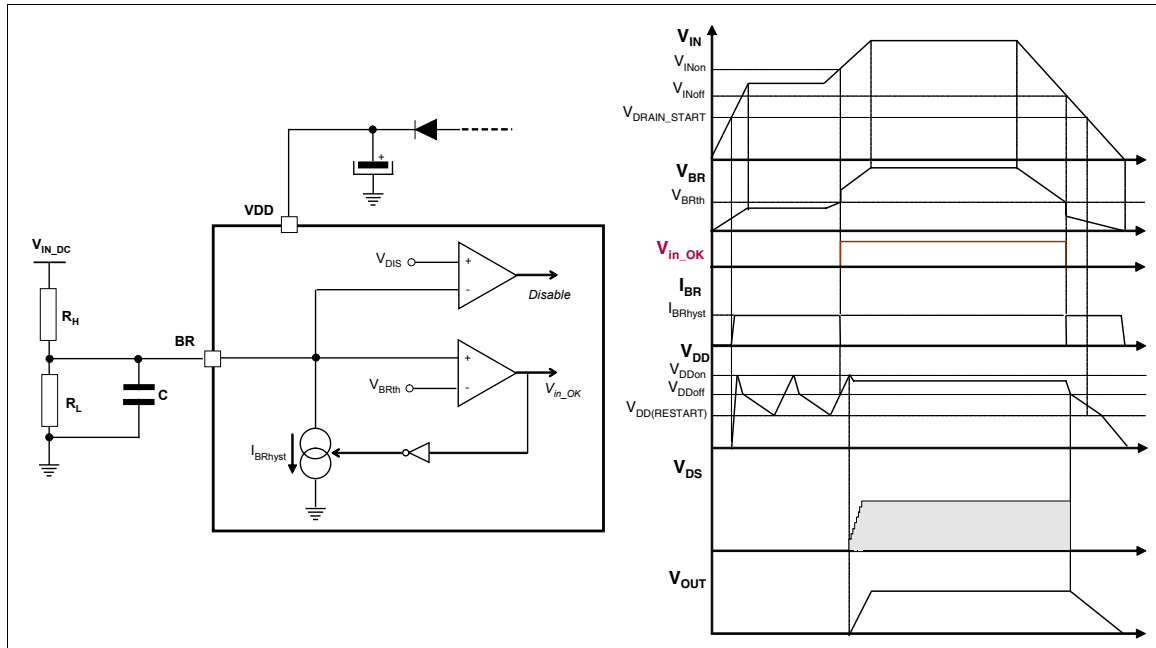 VDD
V_IN_DC
R_H
BR
R_L
C
V_DIS
+
-
Disable
+
V_BRth
-
V_in_OK
I_BRhyst
+
V_IN
V_INon
V_INoff
V_DRAIN_START
V_BR
V_BRth
V_in_OK
I_BR
I_BRhyst
V_DD
V_DDon
V_DDoff
V_DD(RESTART)
V_DS
V_OUT